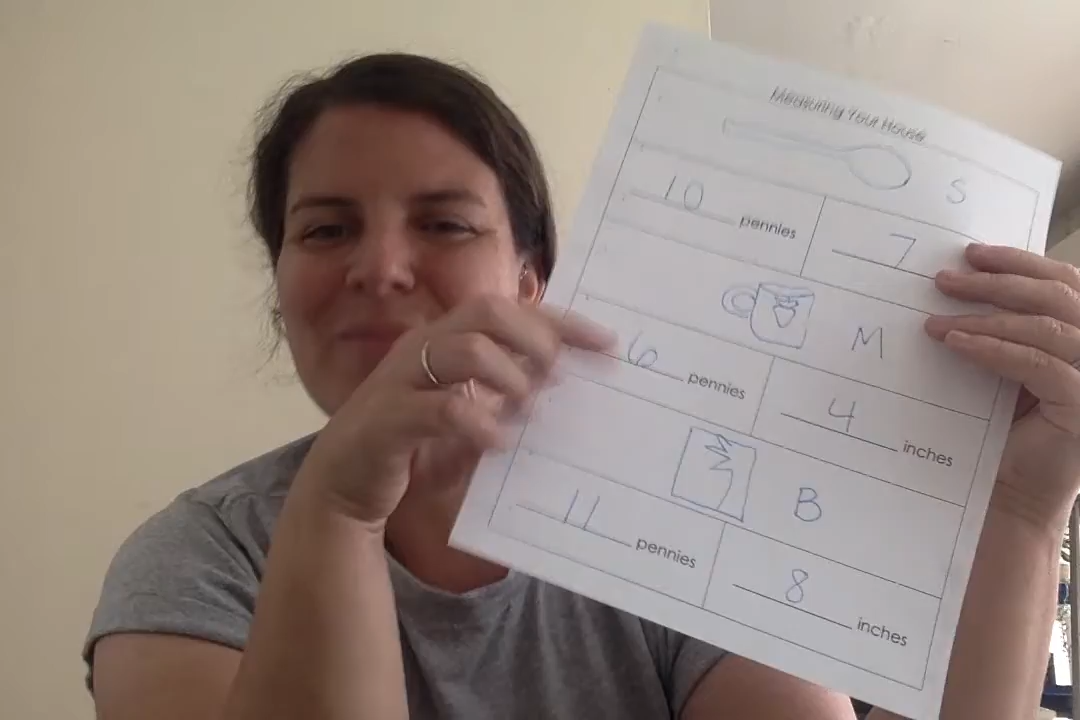 Measuring Your House
S
10 pennies 7
M
6 pennies 4 inches
B
11 pennies 8 inches